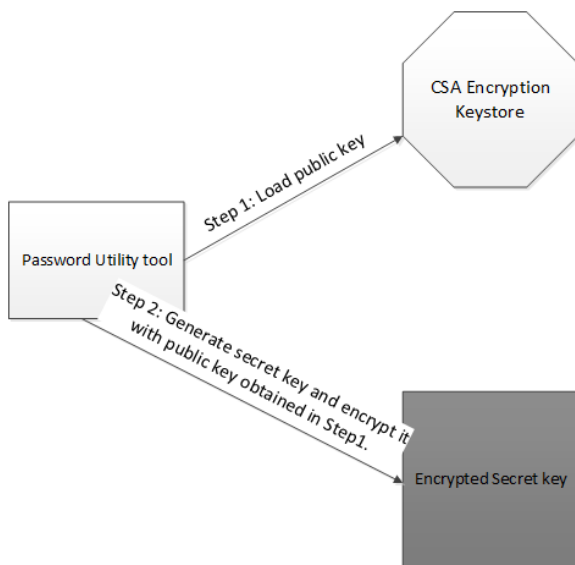 CSA Encryption
Keystore
Step 1: Load public key
Password Utility tool
Step 2: Generate secret key and encrypt it
with public key obtained in Step1.
Encrypted Secret key